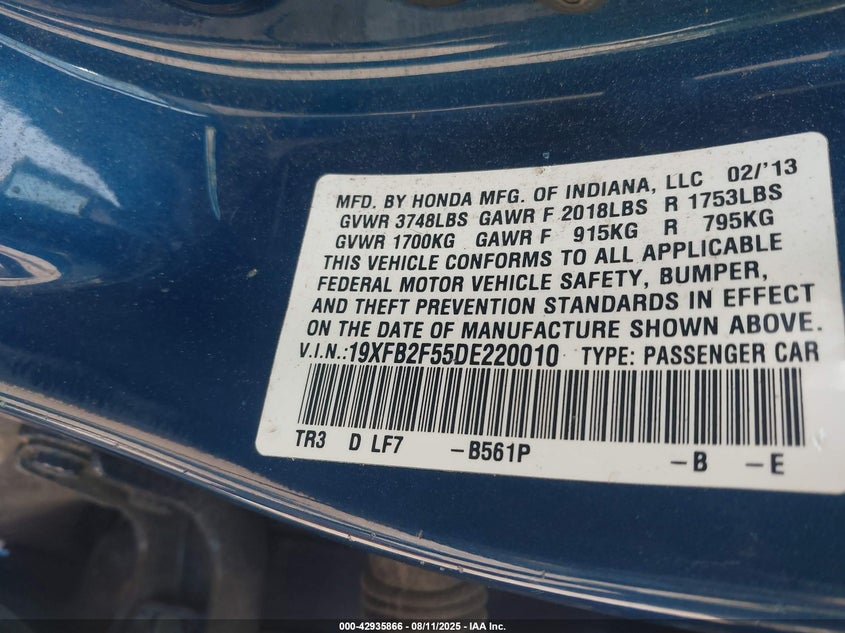 MFD. BY HONDA MFG. OF INDIANA, LLC 02/'13
GVWR 3748LBS GAWR F 2018LBS R 1753LBS
GVWR 1700KG GAWR F 915KG R 795KG
THIS VEHICLE CONFORMS TO ALL APPLICABLE
FEDERAL MOTOR VEHICLE SAFETY, BUMPER,
AND THEFT PREVENTION STANDARDS IN EFFECT
ON THE DATE OF MANUFACTURE SHOWN ABOVE.
V.I.N.:19XFB2F55DE220010 TYPE: PASSENGER CAR
TR3 D LF7 -B561P -B -E
000-42935866 - 08/11/2025 - IAA Inc.